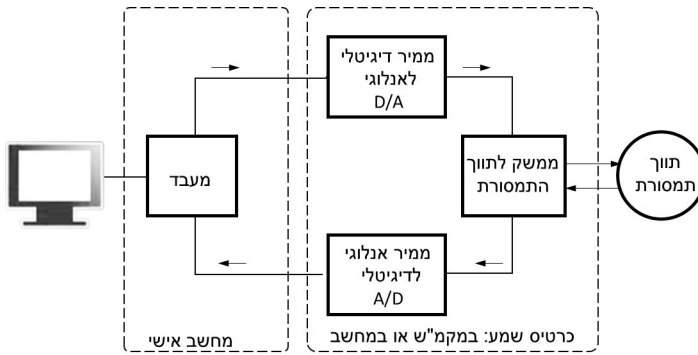 ממיר דיגיטלי
לאנלוגי
D/A
מעבד
ממשק לתווך
התמסורת
תווך
תמסורת
ממיר אנלוגי
לדיגיטלי
A/D
מחשב אישי
כרטיס שמע: במקמ"ש או במחשב